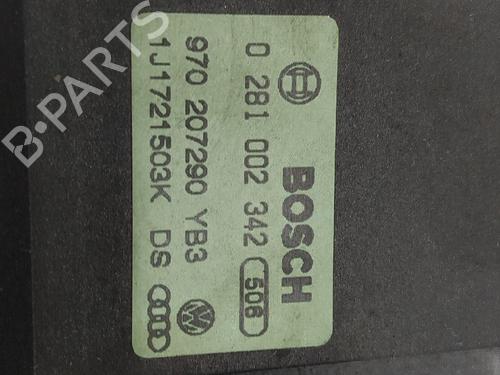 BOSCH
0 281 002 342 506
970 207290 YB3
1J1721503K DS
B-PARTS